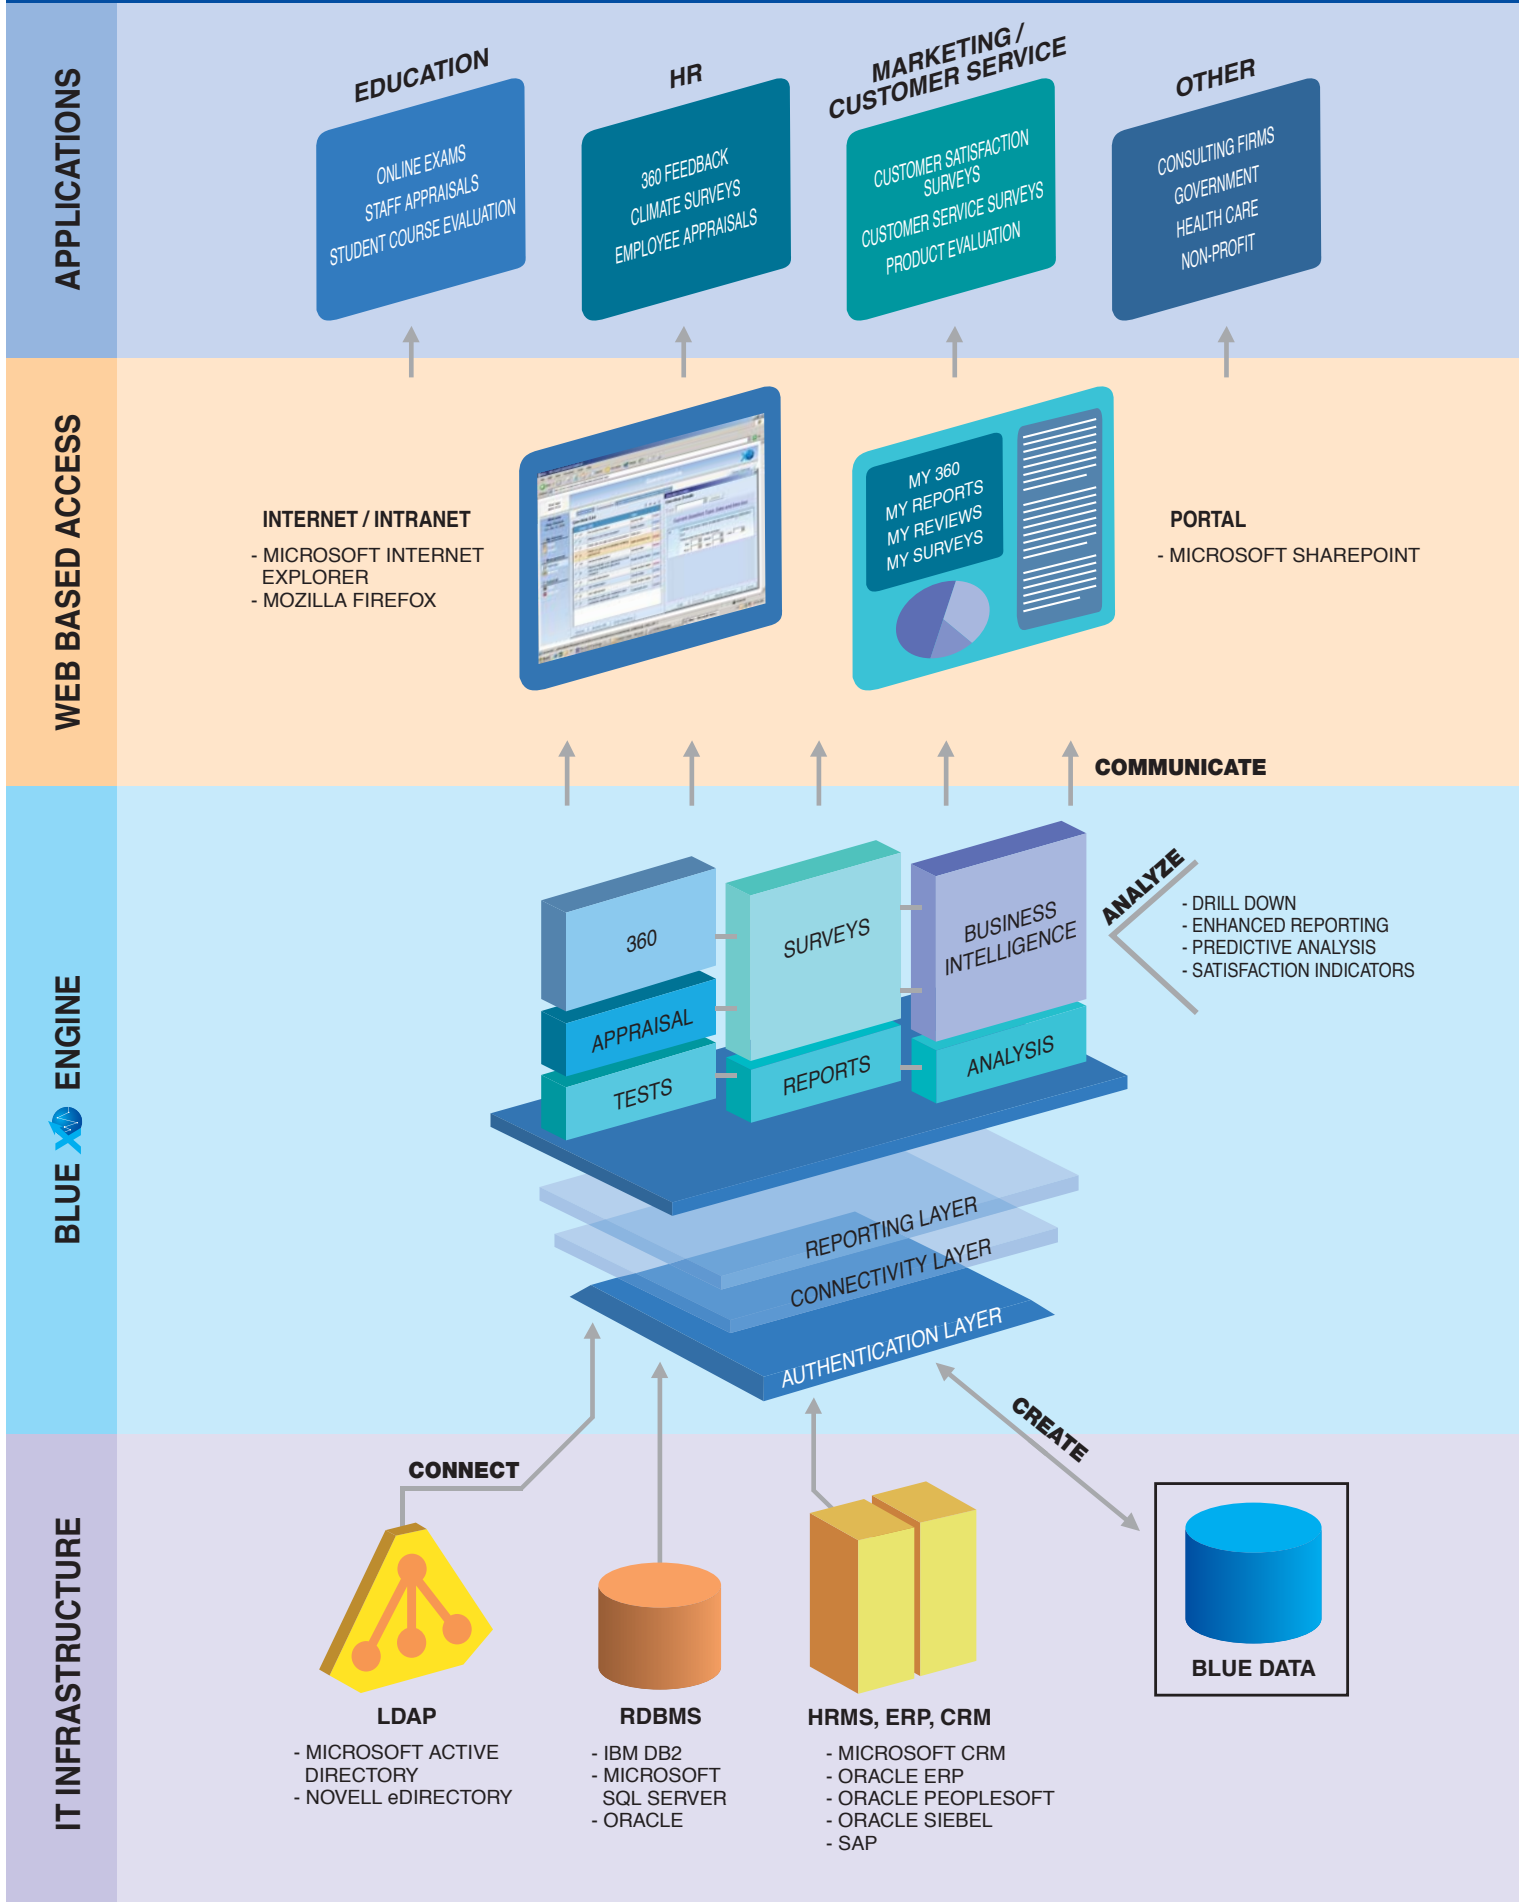 APPLICATIONS
EDUCATION
ONLINE EXAMS
STAFF APPRAISALS
STUDENT COURSE EVALUATION
HR
360 FEEDBACK
CLIMATE SURVEYS
EMPLOYEE APPRAISALS
MARKETING /
CUSTOMER SERVICE
CUSTOMER SATISFACTION
SURVEYS
CUSTOMER SERVICE SURVEYS
PRODUCT EVALUATION
OTHER
CONSULTING FIRMS
GOVERNMENT
HEALTH CARE
NON-PROFIT
WEB BASED ACCESS
INTERNET / INTRANET
- MICROSOFT INTERNET
EXPLORER
- MOZILLA FIREFOX
MY 360
MY REPORTS
MY REVIEWS
MY SURVEYS
PORTAL
- MICROSOFT SHAREPOINT
COMMUNICATE
BLUE ENGINE
360
APPRAISAL
TESTS
SURVEYS
REPORTS
BUSINESS
INTELLIGENCE
ANALYSIS
ANALYZE
- DRILL DOWN
- ENHANCED REPORTING
- PREDICTIVE ANALYSIS
- SATISFACTION INDICATORS
REPORTING LAYER
CONNECTIVITY LAYER
AUTHENTICATION LAYER
CREATE
CONNECT
IT INFRASTRUCTURE
LDAP
- MICROSOFT ACTIVE
DIRECTORY
- NOVELL eDIRECTORY
RDBMS
- IBM DB2
- MICROSOFT
SQL SERVER
- ORACLE
HRMS, ERP, CRM
- MICROSOFT CRM
- ORACLE ERP
- ORACLE PEOPLESOFT
- ORACLE SIEBEL
- SAP
BLUE DATA